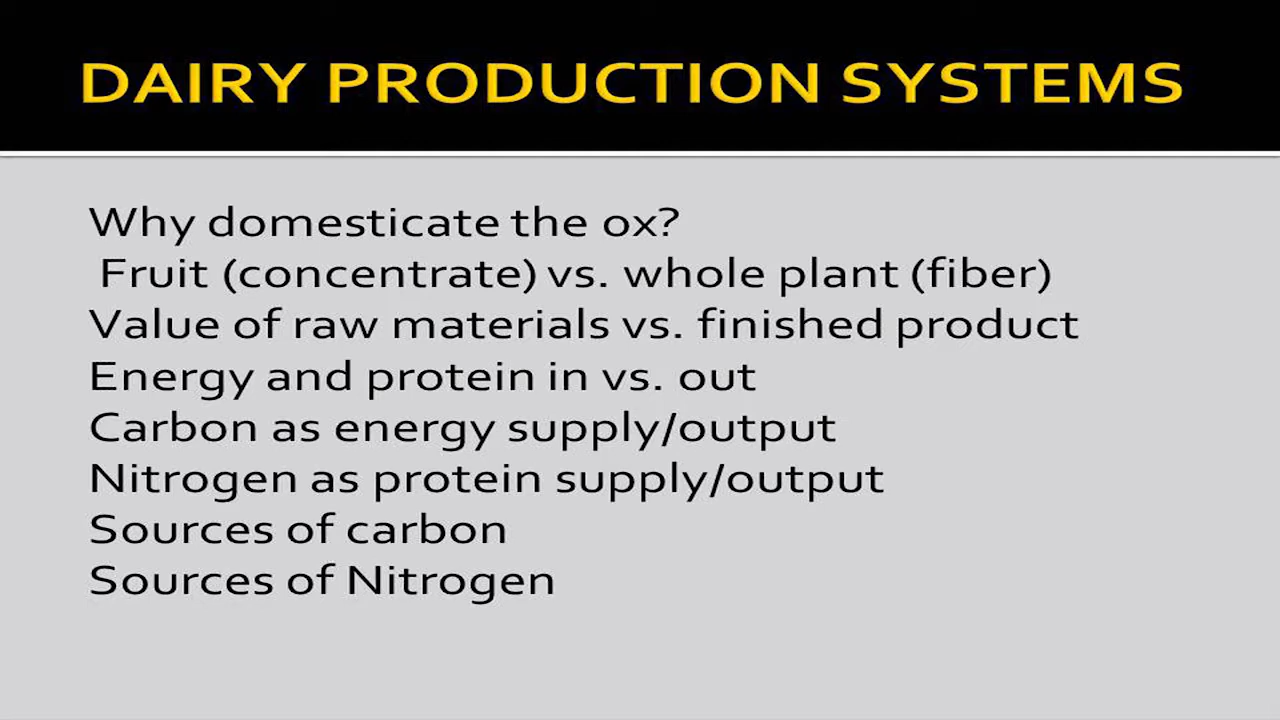 DAIRY PRODUCTION SYSTEMS
Why domesticate the ox?
Fruit (concentrate) vs. whole plant (fiber)
Value of raw materials vs. finished product
Energy and protein in vs. out
Carbon as energy supply/output
Nitrogen as protein supply/output
Sources of carbon
Sources of Nitrogen